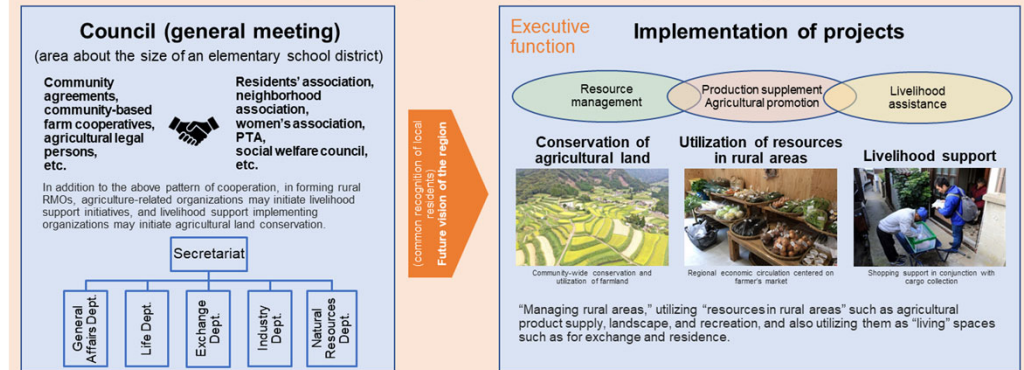 Council (general meeting)
(area about the size of an elementary school district)
Community
agreements,
community-based
farm cooperatives,
agricultural legal
persons,
etc.
Residents' association,
neighborhood
association,
women's association,
PTA,
social welfare council,
etc.
In addition to the above pattern of cooperation, in forming rural
RMOs, agriculture-related organizations may initiate livelihood
support initiatives, and livelihood support implementing
organizations may initiate agricultural land conservation.
Secretariat
General
Affairs Dept.
Life Dept.
Exchange
Dept.
Industry
Dept.
Natural
Resources
Dept.
(common recognition of local
residents)
Future vision of the region
Executive
function
Implementation of projects
Resource
management
Production supplement
Agricultural promotion
Livelihood
assistance
Conservation of
agricultural land
Utilization of resources
in rural areas
Livelihood support
Community-wide conservation and
utilization of farmland
Regional economic circulation centered on
farmer's market
Shopping support in conjunction with
cargo collection
“Managing rural areas,” utilizing “resources in rural areas” such as agricultural
product supply, landscape, and recreation, and also utilizing them as “living” spaces
such as for exchange and residence.